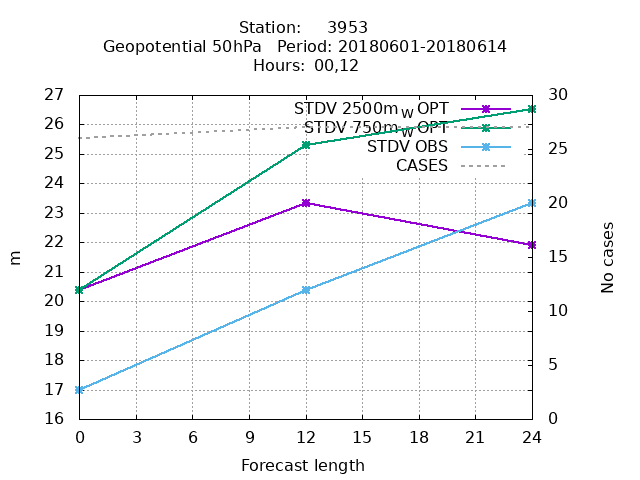 Station: 3953
Geopotential 50hPa Period: 20180601-20180614
Hours: 00,12
STDV 2500m_W OPT
STDV 750m_W OPT
STDV OBS
CASES
27
26
25
24
23
22
21
20
19
18
17
16
30
25
20
15
10
5
0
m
No cases
0 3 6 9 12 15 18 21 24
Forecast length